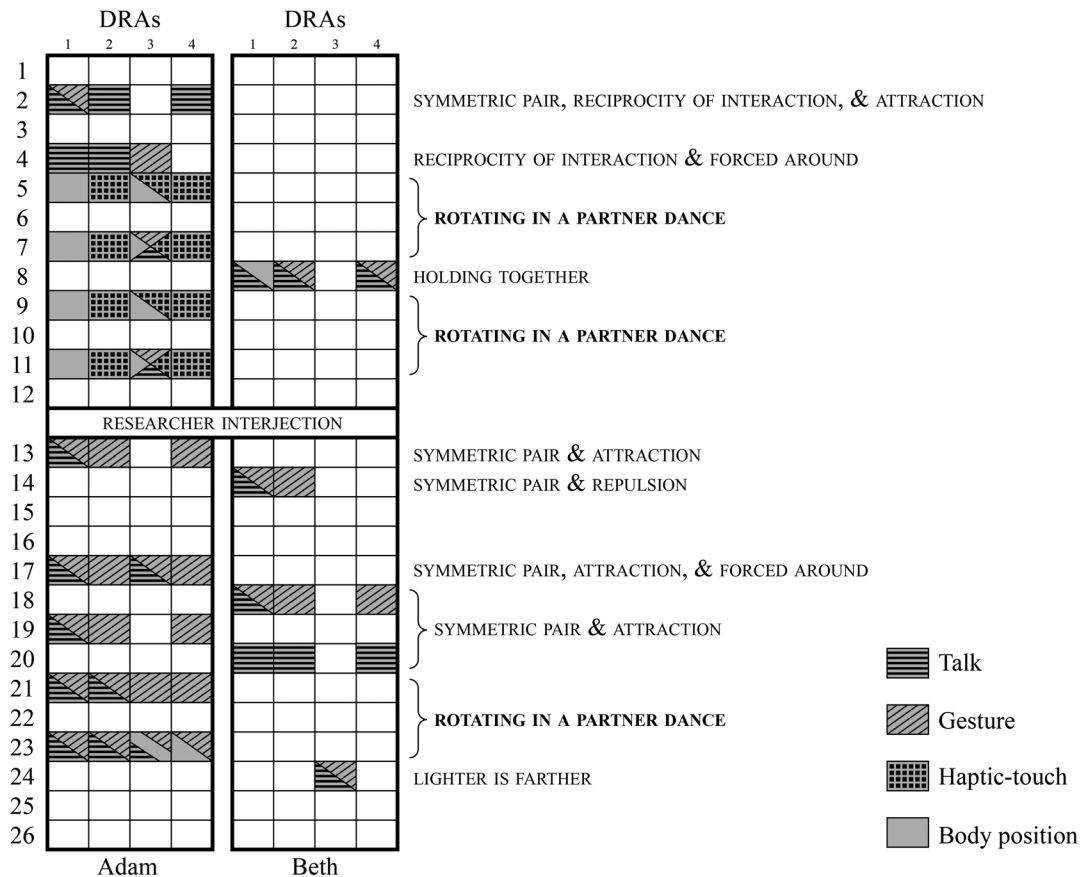 DRAs DRAs
1 2 3 4 1 2 3 4
1
2 SYMMETRIC PAIR, RECIPROCITY OF INTERACTION, & ATTRACTION
3
4 RECIPROCITY OF INTERACTION & FORCED AROUND
5
6 ROTATING IN A PARTNER DANCE
7
8 HOLDING TOGETHER
9
10 ROTATING IN A PARTNER DANCE
11
12
RESEARCHER INTERJECTION
13 SYMMETRIC PAIR & ATTRACTION
14 SYMMETRIC PAIR & REPULSION
15
16
17 SYMMETRIC PAIR, ATTRACTION, & FORCED AROUND
18
19 SYMMETRIC PAIR & ATTRACTION
20 Talk
21
22 ROTATING IN A PARTNER DANCE Gesture
23
24 LIGHTER IS FARTHER Haptic-touch
25
26 Body position
Adam Beth